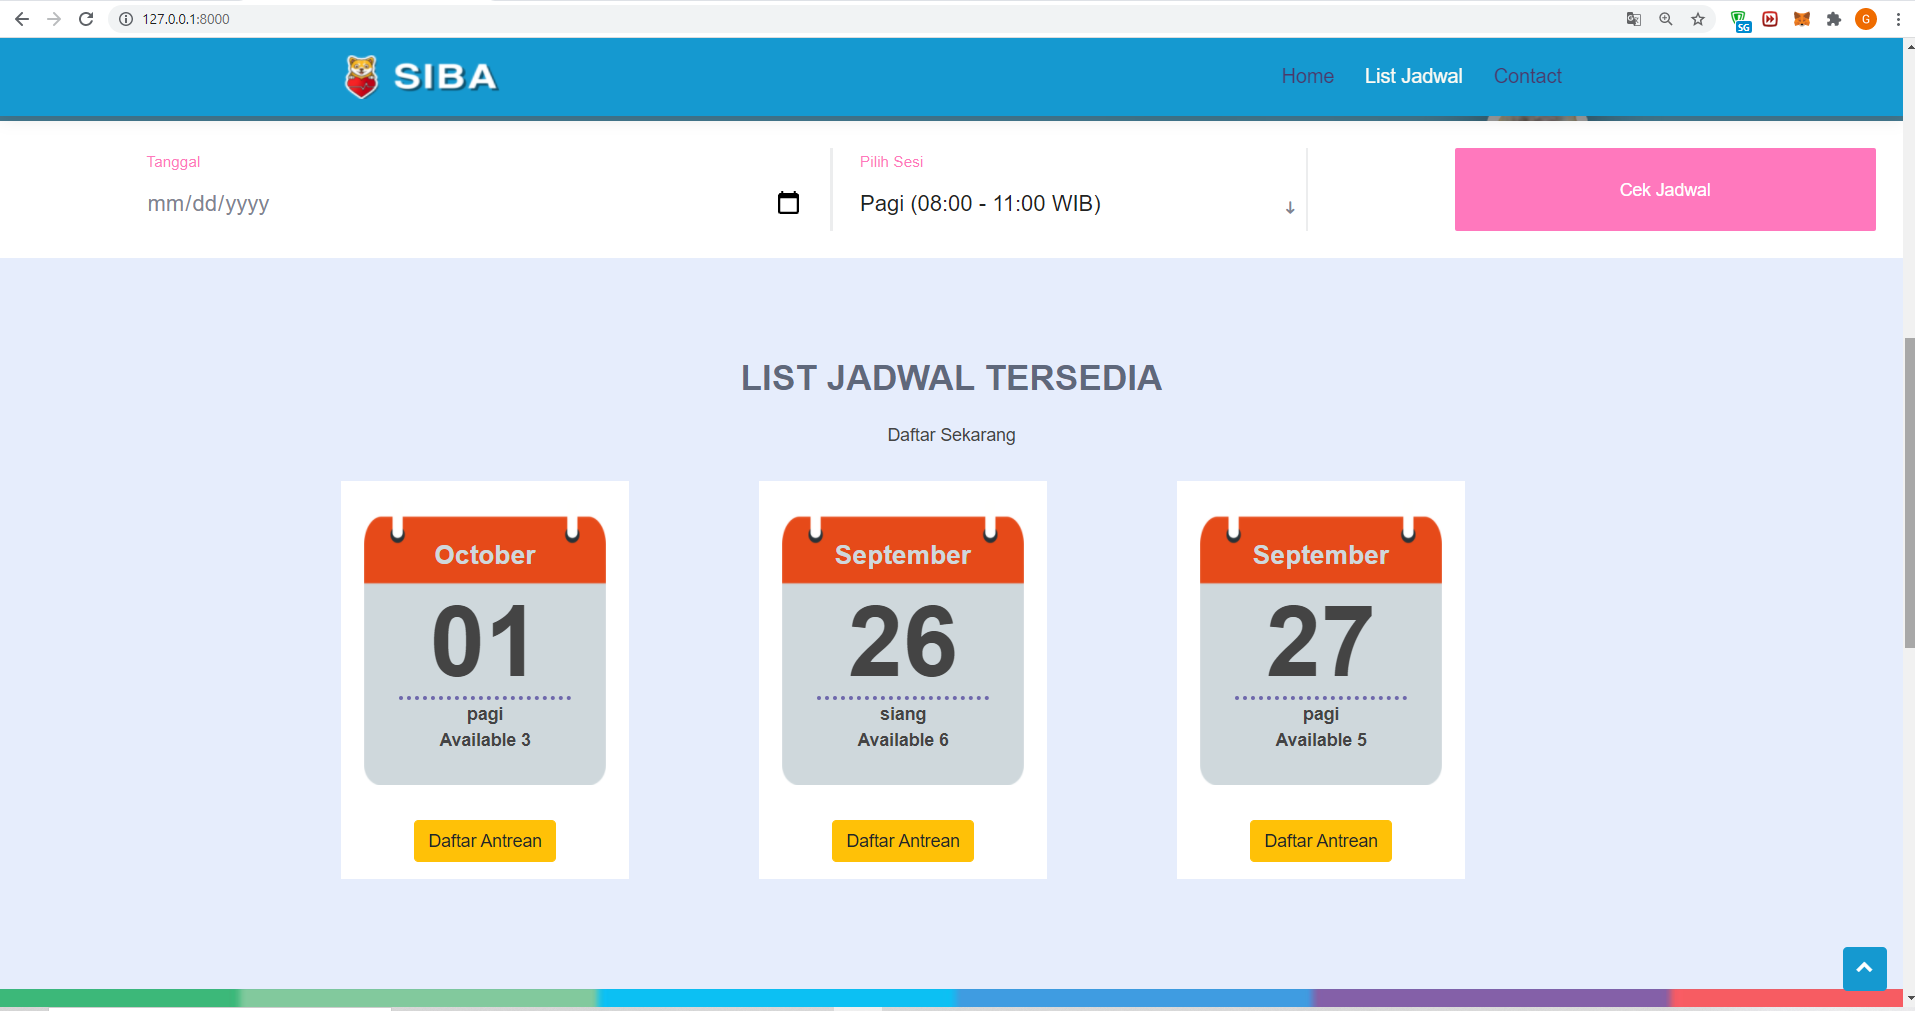 127.0.0.1:8000
SG
G
SIBA
Home
List Jadwal
Contact
Tanggal
mm/dd/yyyy
Pilih Sesi
Pagi (08:00 - 11:00 WIB)
Cek Jadwal
LIST JADWAL TERSEDIA
Daftar Sekarang
October
01
pagi
Available 3
Daftar Antrean
September
26
siang
Available 6
Daftar Antrean
September
27
pagi
Available 5
Daftar Antrean